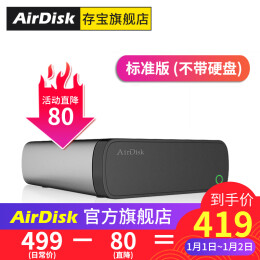 AirDisk 存宝旗舰店
标准版 (不带硬盘)
活动直降
80
AirDisk
AirDisk 官方旗舰店
499 - 80 =
(日常价) (直降)
到手价
419
1月1日~1月2日